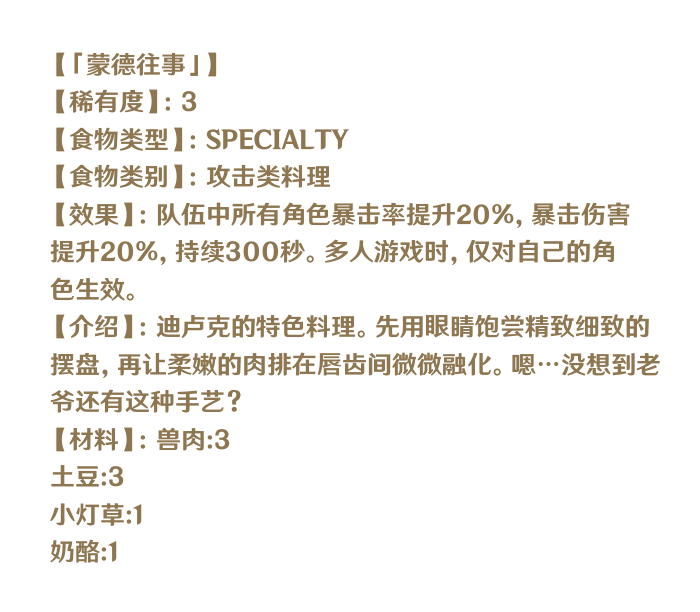 【「蒙德往事」】
【稀有度】：3
【食物类型】：SPECIALTY
【食物类别】：攻击类料理
【效果】：队伍中所有角色暴击率提升20%，暴击伤害
提升20%，持续300秒。多人游戏时，仅对自己的角
色生效。
【介绍】：迪卢克的特色料理。先用眼睛饱尝精致细致的
摆盘，再让柔嫩的肉排在唇齿间微微融化。嗯…没想到老
爷还有这种手艺？
【材料】：兽肉:3
土豆:3
小灯草:1
奶酪:1